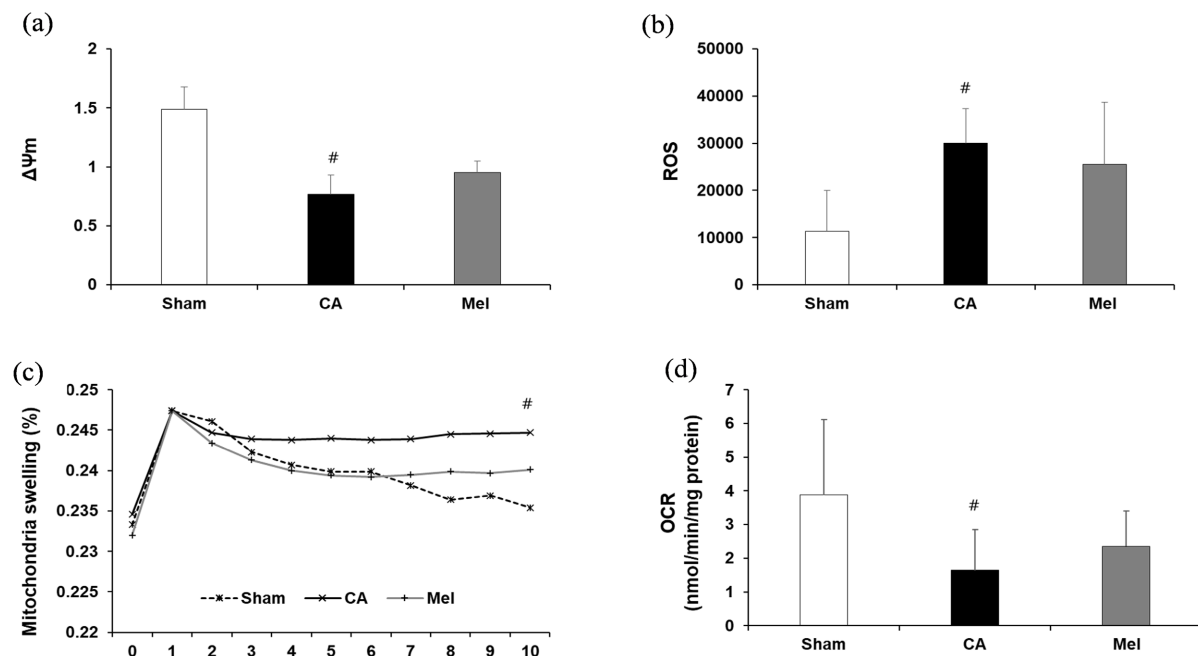 (a)
2
1.5
1
0.5
0
ΔΨm
#
Sham CA Mel
(b)
50000
40000
30000
20000
10000
0
ROS
#
Sham CA Mel
(c)
0.25
0.245
0.24
0.235
0.23
0.225
0.22
Mitochondria swelling (%)
#
Sham CA Mel
0 1 2 3 4 5 6 7 8 9 10
(d)
7
6
5
4
3
2
1
0
OCR
(nmol/min/mg protein)
#
Sham CA Mel